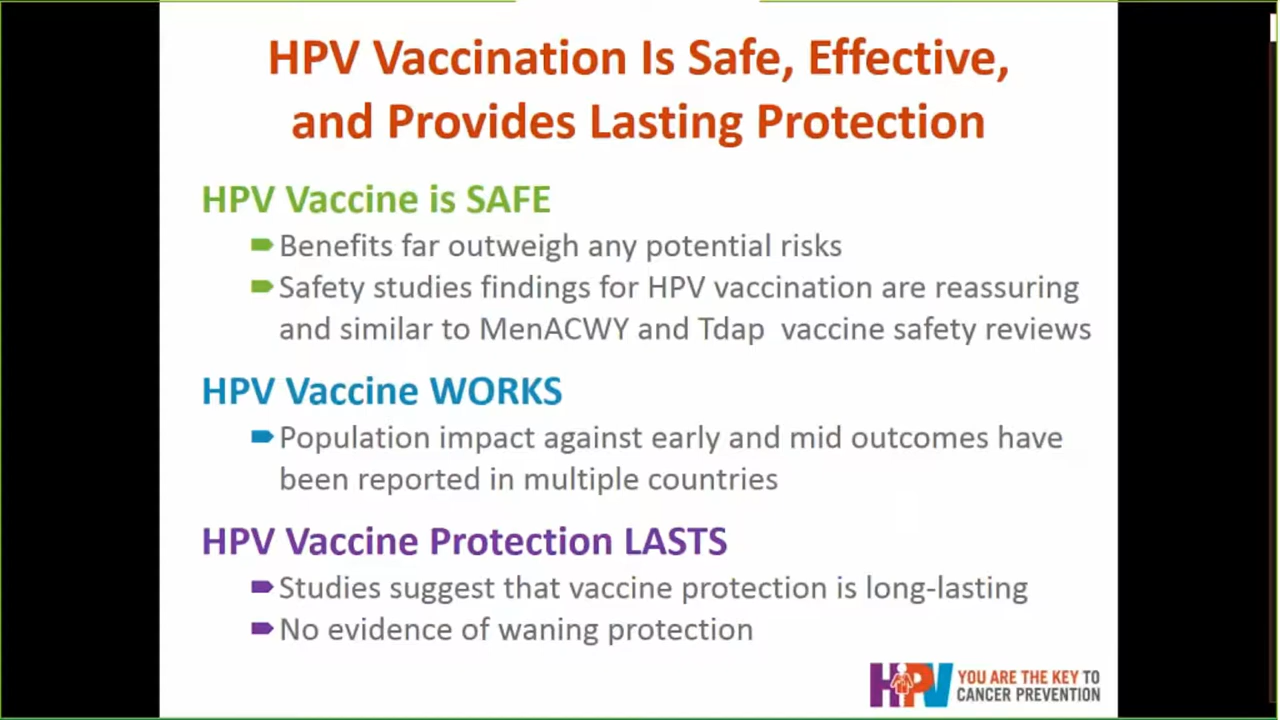 HPV Vaccination Is Safe, Effective,
and Provides Lasting Protection
HPV Vaccine is SAFE
Benefits far outweigh any potential risks
Safety studies findings for HPV vaccination are reassuring
and similar to MenACWY and Tdap vaccine safety reviews
HPV Vaccine WORKS
Population impact against early and mid outcomes have
been reported in multiple countries
HPV Vaccine Protection LASTS
Studies suggest that vaccine protection is long-lasting
No evidence of waning protection
HPV YOU ARE THE KEY TO
CANCER PREVENTION